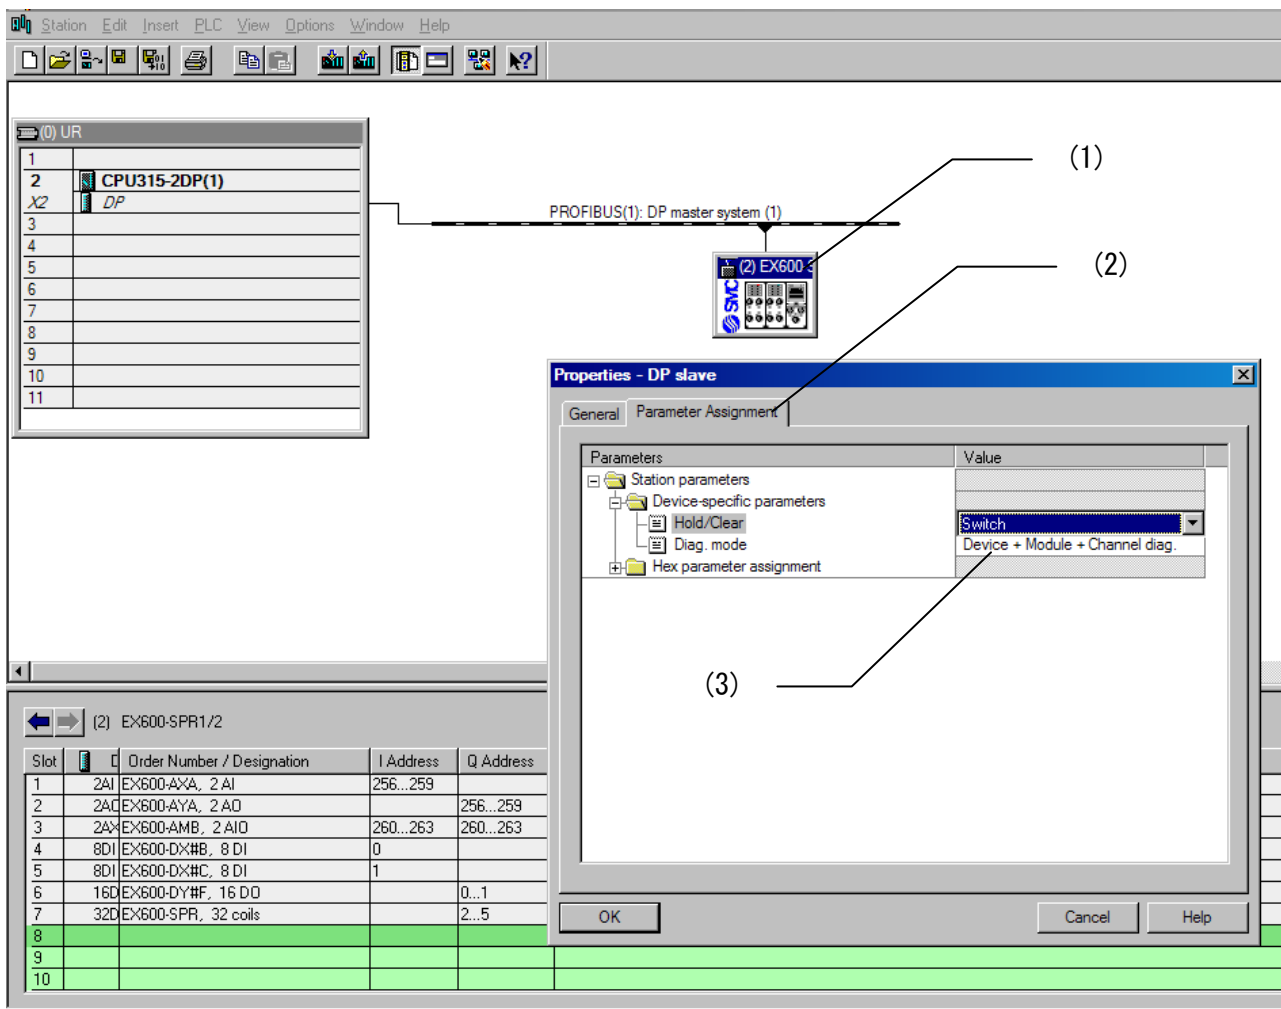 Station Edit Insert PLC View Options Window Help
(0) UR
1
2 CPU315-2DP(1)
X2 DP
3
4
5
6
7
8
9
10
11
PROFIBUS(1): DP master system (1)
(1)
(2) EX600-
SMC
(2)
Properties - DP slave
General Parameter Assignment
Parameters Value
Station parameters
Device-specific parameters
Hold/Clear Switch
Diag. mode Device + Module + Channel diag.
Hex parameter assignment
(3)
OK Cancel Help
(2) EX600-SPR1/2
Slot D Order Number / Designation I Address Q Address
1 2AI EX600-AXA, 2 AI 256...259
2 2AO EX600-AYA, 2 AO 256...259
3 2AX EX600-AMB, 2 AIO 260...263 260...263
4 8DI EX600-DX#B, 8 DI 0
5 8DI EX600-DX#C, 8 DI 1
6 16D EX600-DY#F, 16 DO 0...1
7 32D EX600-SPR, 32 coils 2...5
8
9
10